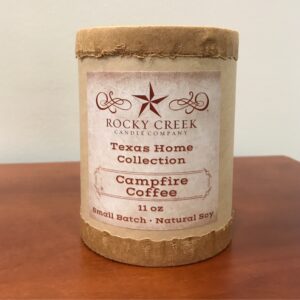 ROCKY CREEK
CANDLE COMPANY
Texas Home
Collection
Campfire
Coffee
11 oz
Small Batch · Natural Soy